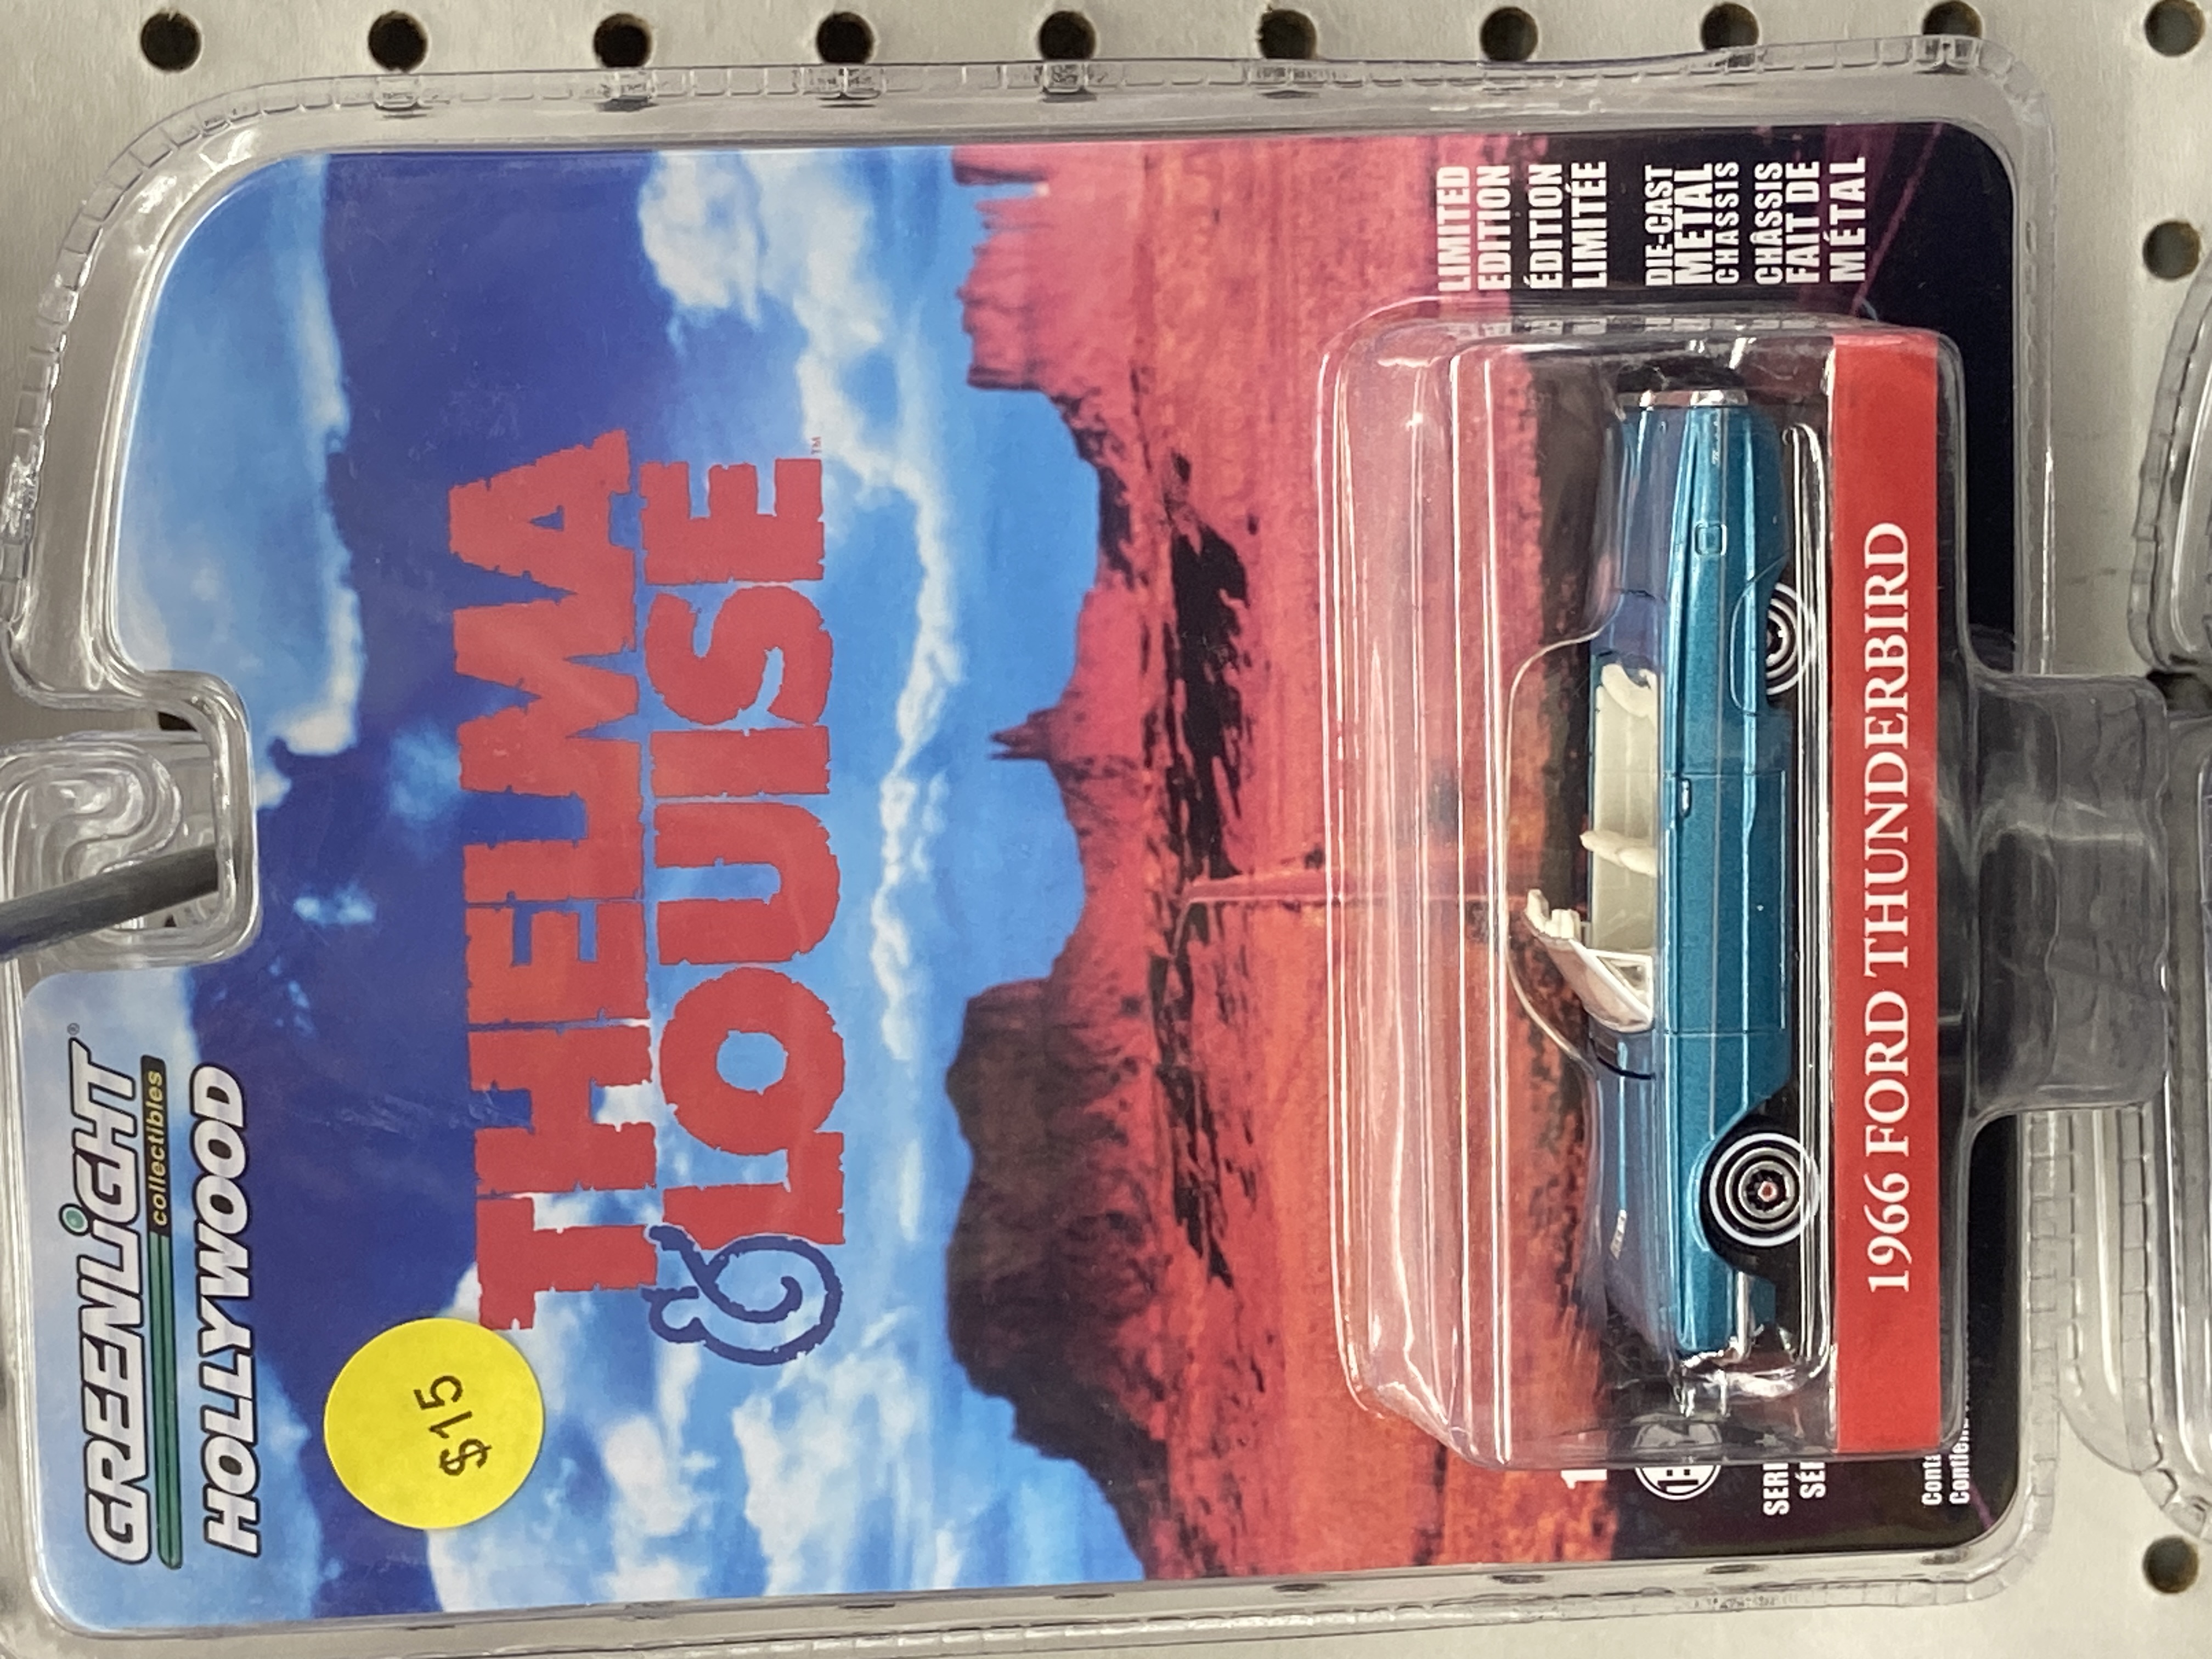 GREENLiGHT®
collectibles
HOLLYWOOD
$15
THELMA
& LOUISE™
LIMITED
EDITION
ÉDITION
LIMITÉE
DIE-CAST
METAL
CHASSIS
CHÂSSIS
FAIT DE
MÉTAL
1966 FORD THUNDERBIRD